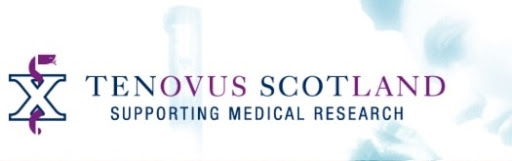 X TENOVUS SCOTLAND
SUPPORTING MEDICAL RESEARCH